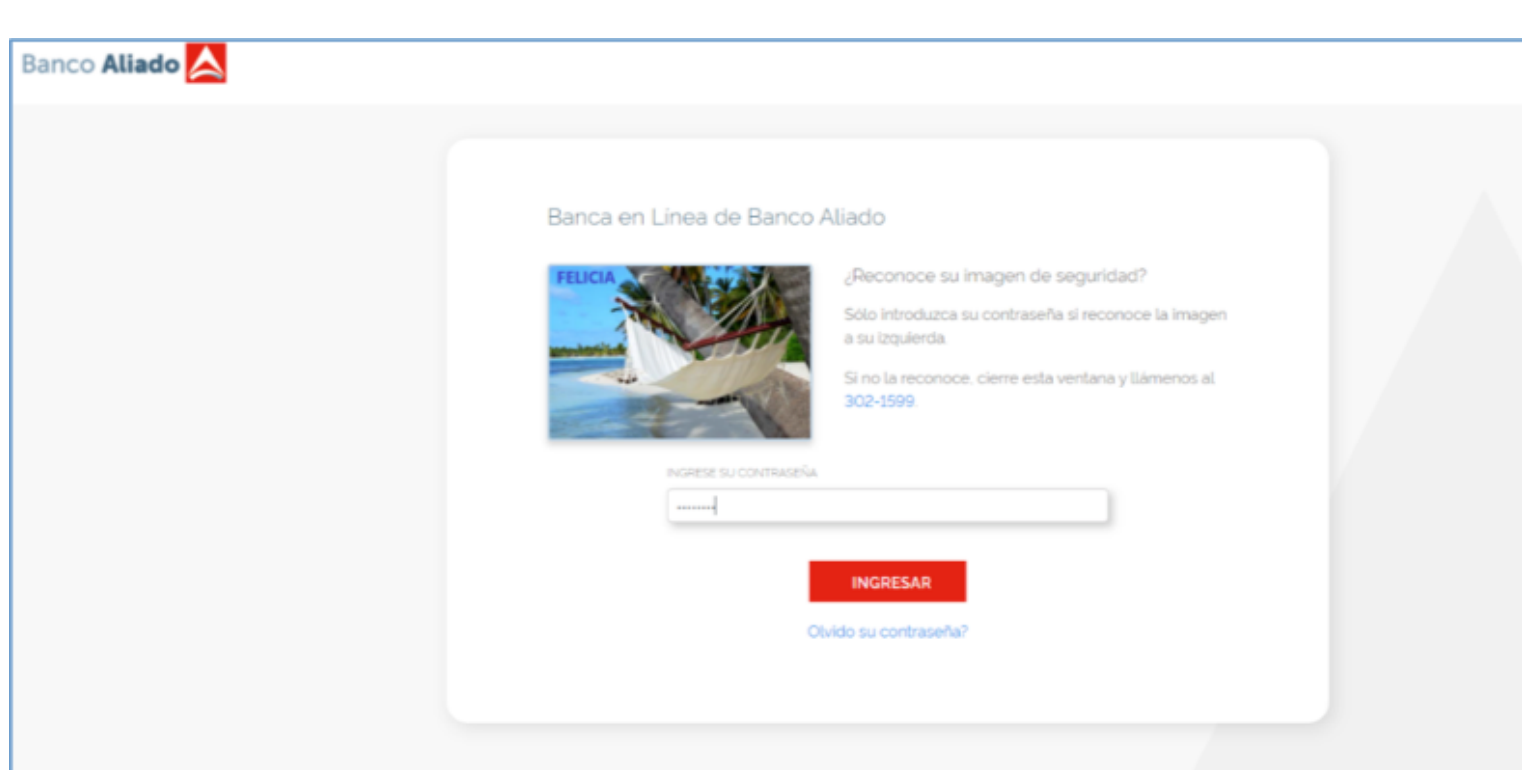 Banco Aliado
Banca en Línea de Banco Aliado
FELICIA
¿Reconoce su imagen de seguridad?
Sólo introduzca su contraseña si reconoce la imagen
a su izquierda.
Si no la reconoce, cierre esta ventana y llámenos al
302-1599.
INGRESE SU CONTRASEÑA
INGRESAR
Olvido su contraseña?